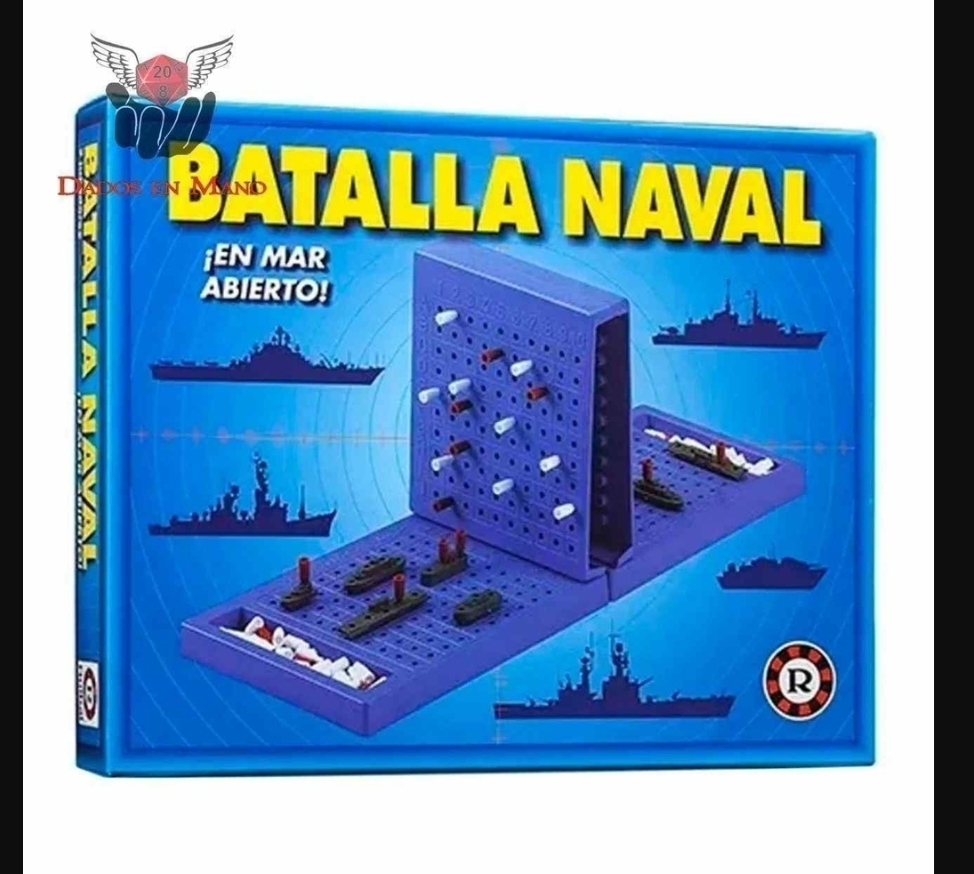 20
8
DADOS EN MANO
BATALLA NAVAL
¡EN MAR
ABIERTO!
BATALLA NAVAL
R